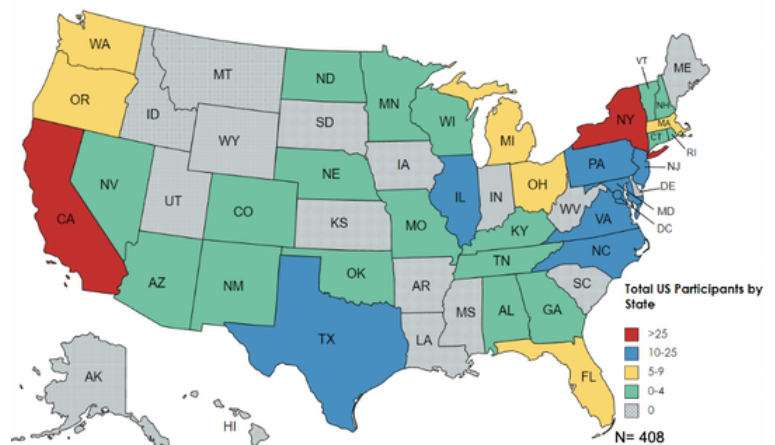 WA
MT
ND
MN
VT
ME
OR
ID
SD
WI
NH
NY
MA
WY
MI
CT
RI
NV
UT
NE
IA
PA
NJ
CO
IL
IN
OH
DE
CA
KS
MO
WV
VA
MD
KY
DC
AZ
NM
OK
TN
NC
AR
SC
MS
AL
GA
TX
LA
AK
FL
HI
Total US Participants by
State
>25
10-25
5-9
0-4
0
N= 408